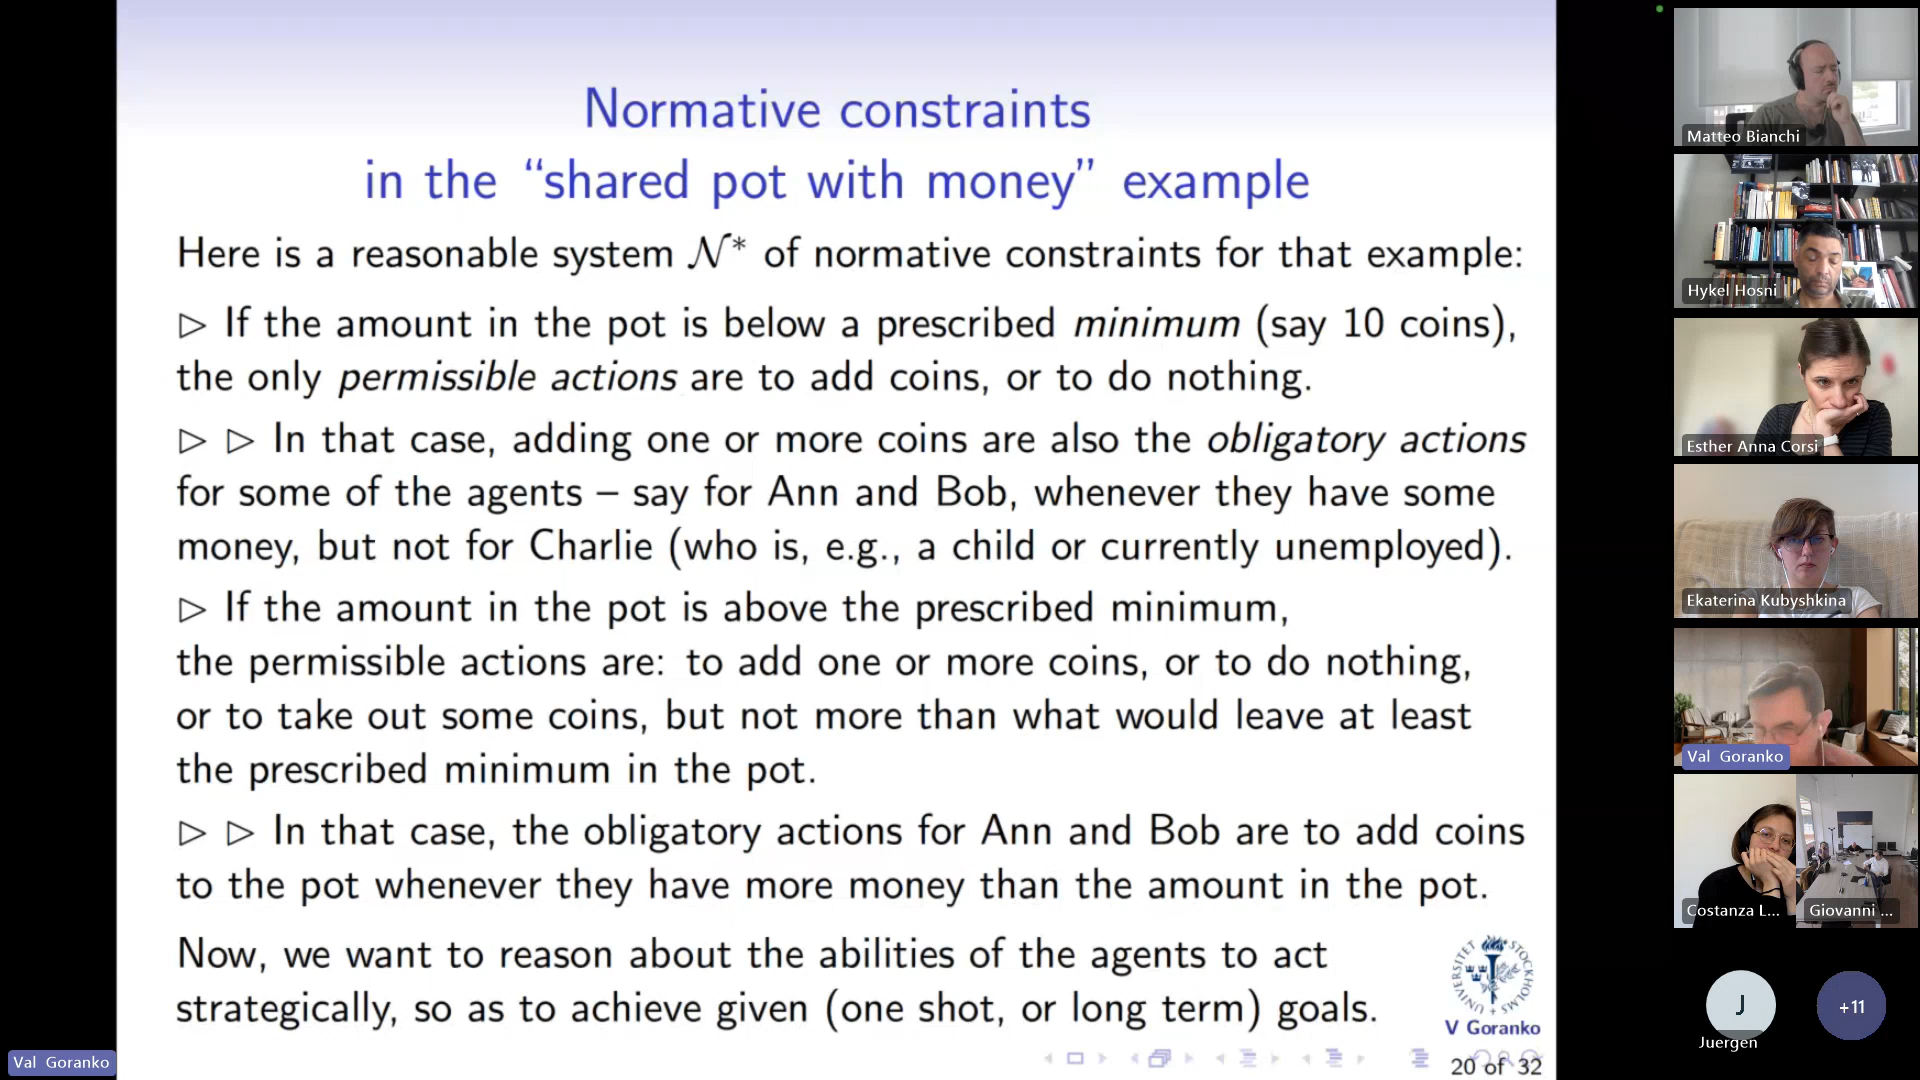 Normative constraints
in the “shared pot with money” example
Here is a reasonable system 𝒩* of normative constraints for that example:
▷ If the amount in the pot is below a prescribed minimum (say 10 coins),
the only permissible actions are to add coins, or to do nothing.
▷ ▷ In that case, adding one or more coins are also the obligatory actions
for some of the agents – say for Ann and Bob, whenever they have some
money, but not for Charlie (who is, e.g., a child or currently unemployed).
▷ If the amount in the pot is above the prescribed minimum,
the permissible actions are: to add one or more coins, or to do nothing,
or to take out some coins, but not more than what would leave at least
the prescribed minimum in the pot.
▷ ▷ In that case, the obligatory actions for Ann and Bob are to add coins
to the pot whenever they have more money than the amount in the pot.
Now, we want to reason about the abilities of the agents to act
strategically, so as to achieve given (one shot, or long term) goals.
STOCKHOLMS UNIVERSITET
V Goranko
20 of 32
Val Goranko
Matteo Bianchi
Hykel Hosni
Esther Anna Corsi
Ekaterina Kubyshkina
Val Goranko
Costanza L...
Giovanni ...
J
Juergen
+11